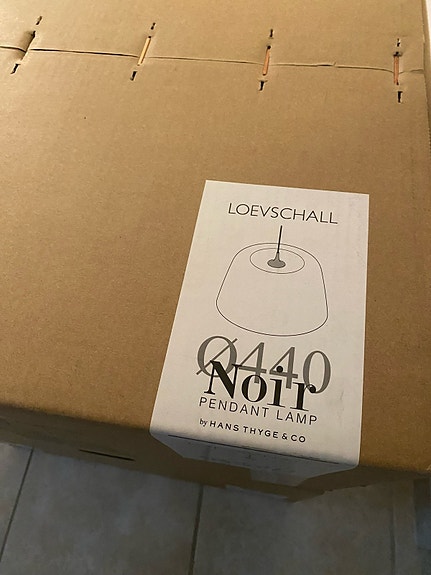 LOEVSCHALL
Ø440
Noir
PENDANT LAMP
by HANS THYGE & CO